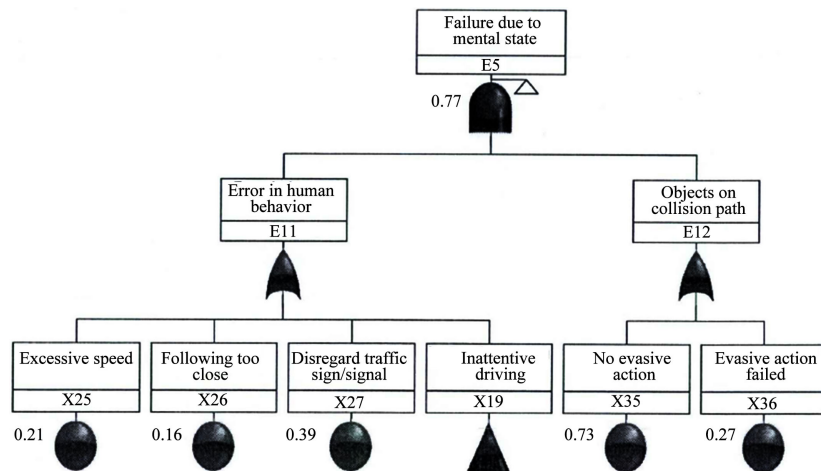 Failure due to
mental state
E5
0.77
Error in human
behavior
E11
Objects on
collision path
E12
Excessive speed
X25
0.21
Following too
close
X26
0.16
Disregard traffic
sign/signal
X27
0.39
Inattentive
driving
X19
No evasive
action
X35
0.73
Evasive action
failed
X36
0.27